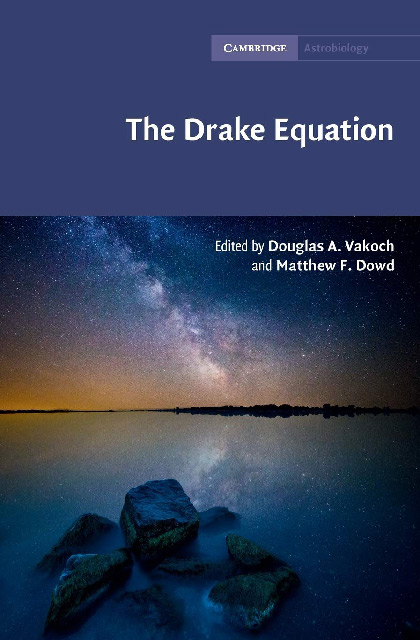 CAMBRIDGE Astrobiology
The Drake Equation
Edited by Douglas A. Vakoch
and Matthew F. Dowd